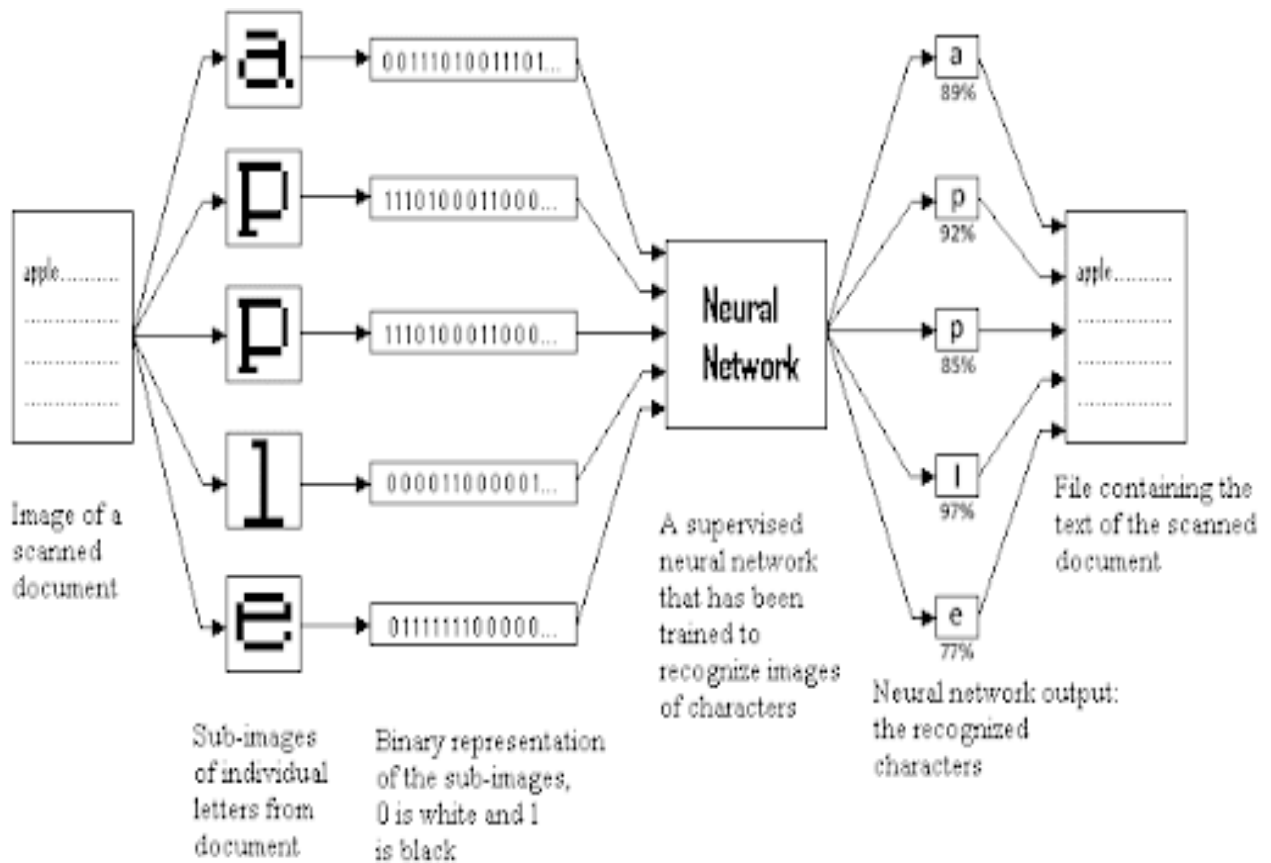 apple..........
Image of a
scanned
document
a
p
p
l
e
Sub-images
of individual
letters from
document
00111010011101...
1110100011000...
1110100011000...
000011000001...
0111111100000...
Binary representation
of the sub-images,
0 is white and 1
is black
Neural
Network
A supervised
neural network
that has been
trained to
recognize images
of characters
a
89%
p
92%
p
85%
l
97%
e
77%
Neural network output:
the recognized
characters
apple..........
File containing the
text of the scanned
document